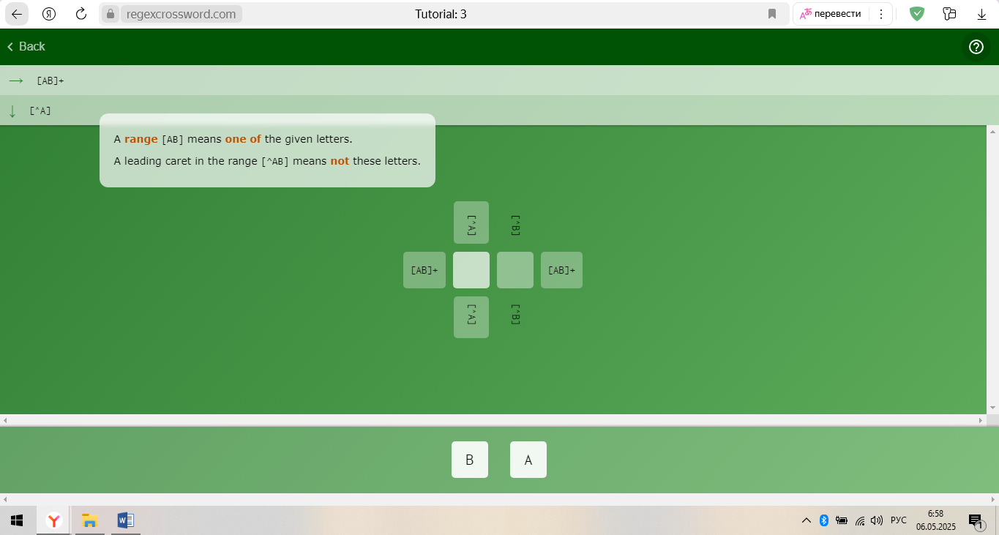 Я
regexcrossword.com
Tutorial: 3
перевести
Back
[AB]+
[^A]
A range [AB] means one of the given letters.
A leading caret in the range [^AB] means not these letters.
[^A] [^B]
[AB]+ [AB]+
[^A] [^B]
B A
РУС
6:58
06.05.2025
1